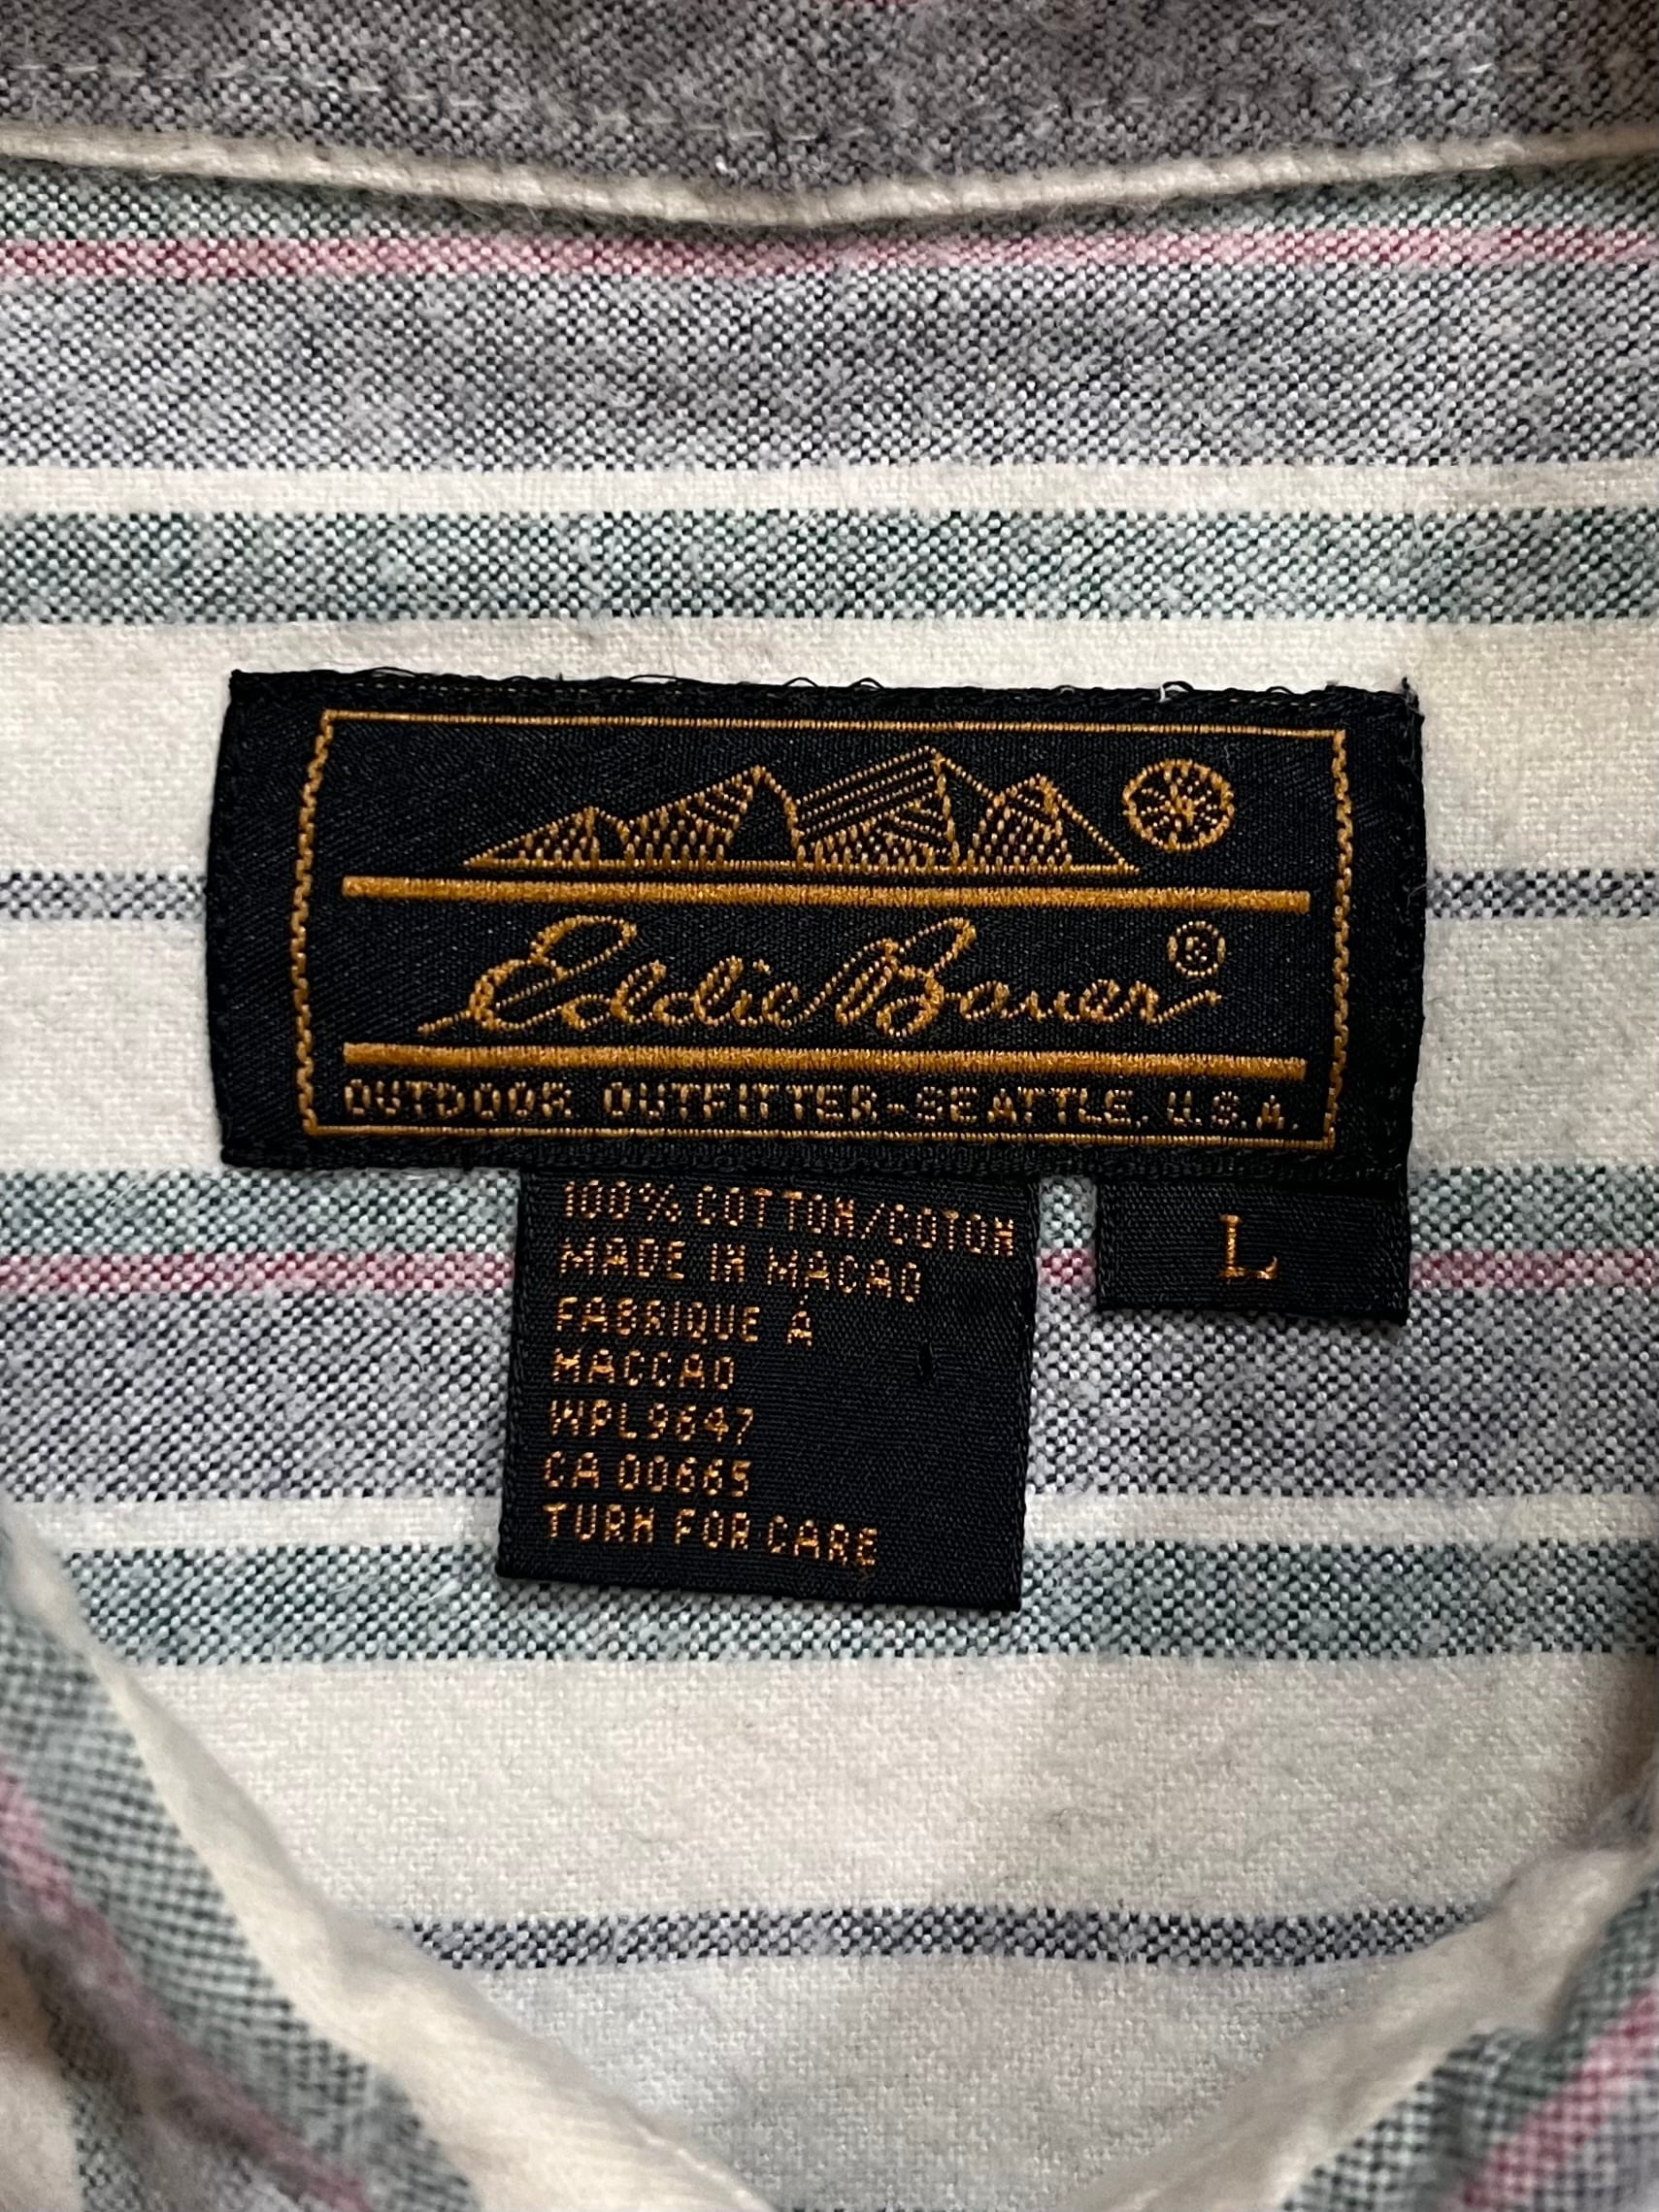 Eddie Bauer®
OUTDOOR OUTFITTER-SEATTLE, U.S.A.
100% COTTON/COTON
MADE IN MACAO
FABRIQUE À
MACCAO
WPL9647
CA 00665
TURN FOR CARE
L